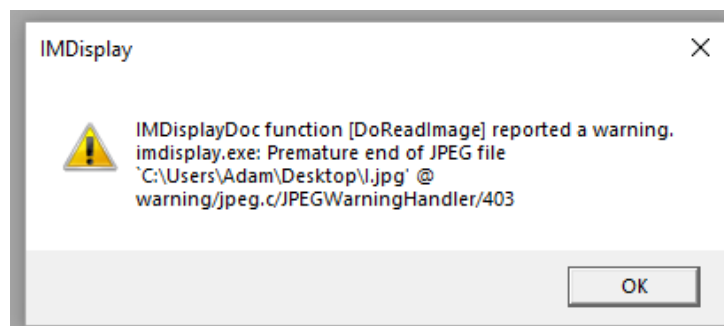 IMDisplay
IMDisplayDoc function [DoReadImage] reported a warning.
imdisplay.exe: Premature end of JPEG file
`C:\Users\Adam\Desktop\I.jpg' @
warning/jpeg.c/JPEGWarningHandler/403
OK